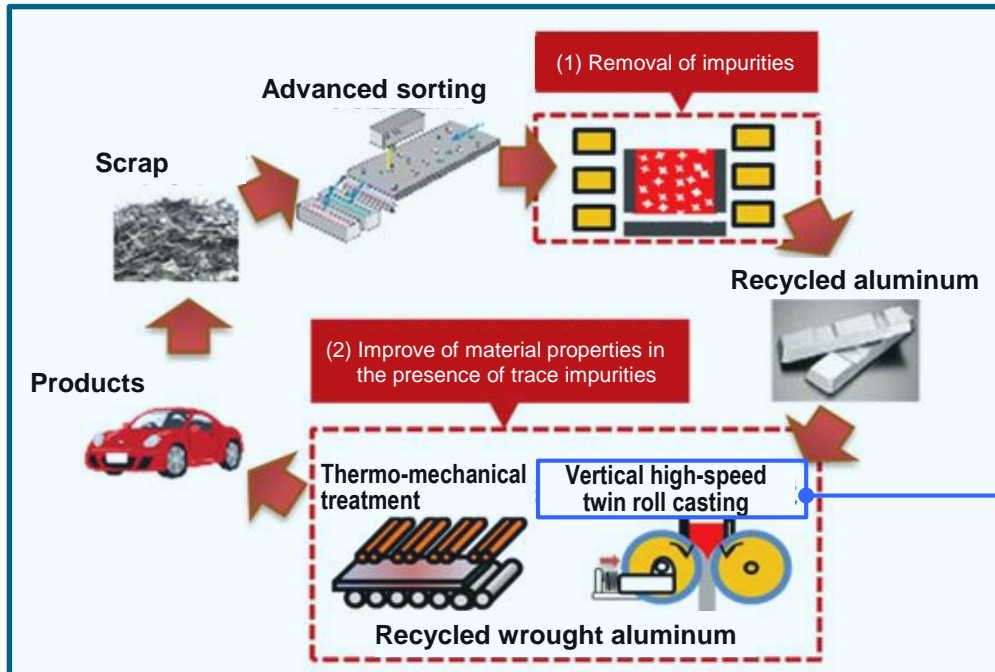 (1) Removal of impurities
Advanced sorting
Scrap
Recycled aluminum
(2) Improve of material properties in
the presence of trace impurities
Products
Thermo-mechanical
treatment
Vertical high-speed
twin roll casting
Recycled wrought aluminum